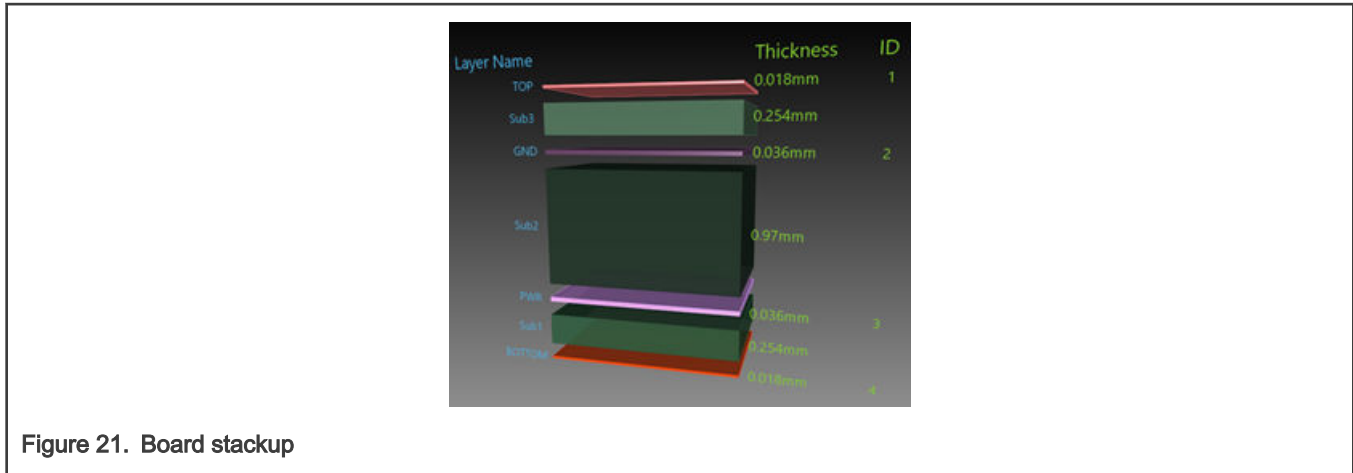 Layer Name Thickness ID
TOP 0.018mm 1
Sub3 0.254mm
GND 0.036mm 2
Sub2 0.97mm
PWR 0.036mm 3
Sub1 0.254mm
BOTTOM 0.018mm 4
Figure 21. Board stackup